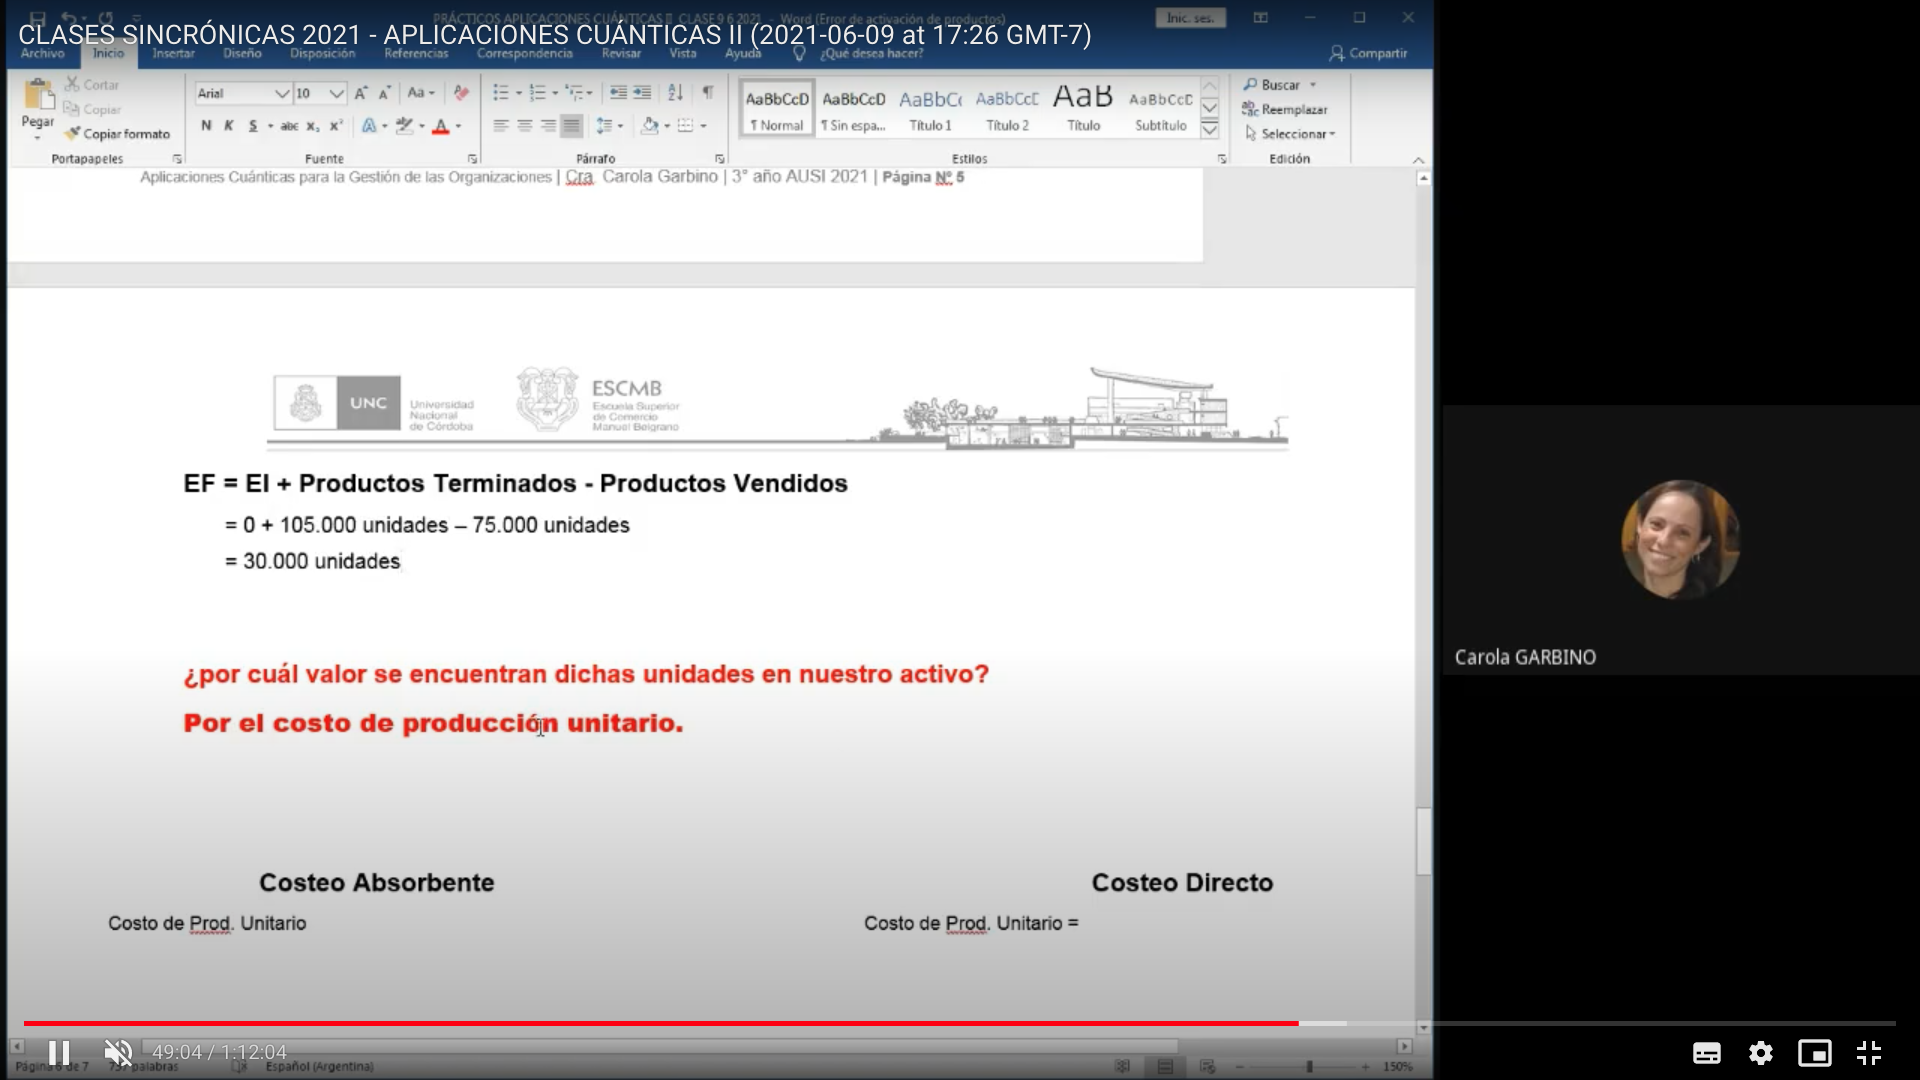 PRÁCTICOS APLICACIONES CUÁNTICAS II CLASE 9 6 2021 - Word (Error de activación de productos)
Inic. ses.
CLASES SINCRÓNICAS 2021 - APLICACIONES CUÁNTICAS II (2021-06-09 at 17:26 GMT-7)
Archivo Inicio Insertar Diseño Disposición Referencias Correspondencia Revisar Vista Ayuda ¿Qué desea hacer? Compartir
Pegar
Cortar
Copiar
Copiar formato
Portapapeles
Arial 10 Aa
N K S abc x₂ x²
Fuente
Párrafo
AaBbCcD AaBbCcD AaBbC AaBbCcC AaB AaBbCcD
¶ Normal ¶ Sin espa... Título 1 Título 2 Título Subtítulo
Estilos
Buscar
Reemplazar
Seleccionar
Edición
Aplicaciones Cuánticas para la Gestión de las Organizaciones | Cra. Carola Garbino | 3° año AUSI 2021 | Página Nº 5
UNC
Universidad
Nacional
de Córdoba
ESCMB
Escuela Superior
de Comercio
Manuel Belgrano
EF = EI + Productos Terminados - Productos Vendidos
= 0 + 105.000 unidades – 75.000 unidades
= 30.000 unidades
¿por cuál valor se encuentran dichas unidades en nuestro activo?
Por el costo de producción unitario.
Costeo Absorbente Costeo Directo
Costo de Prod. Unitario Costo de Prod. Unitario =
Carola GARBINO
49:04 / 1:12:04
Página 6 de 7 737 palabras Español (Argentina) 150%